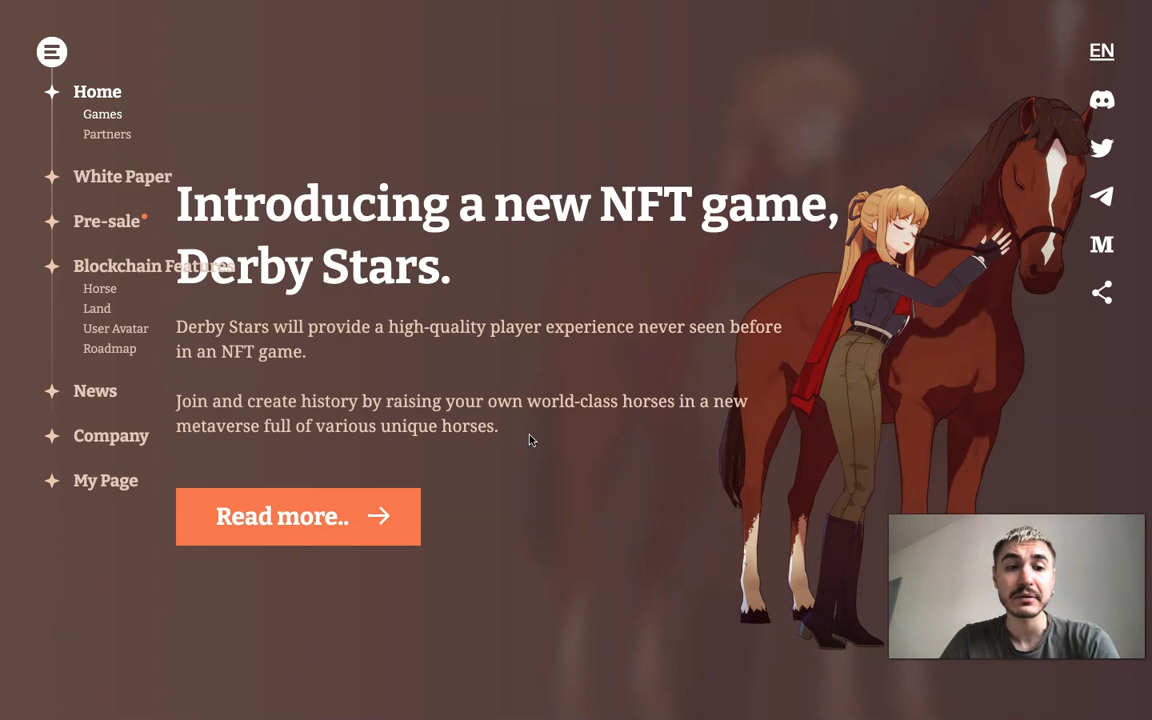 EN
Home
Games
Partners
White Paper
Pre-sale
Blockchain Features
Horse
Land
User Avatar
Roadmap
News
Company
My Page
Introducing a new NFT game,
Derby Stars.
Derby Stars will provide a high-quality player experience never seen before
in an NFT game.
Join and create history by raising your own world-class horses in a new
metaverse full of various unique horses.
Read more..
M